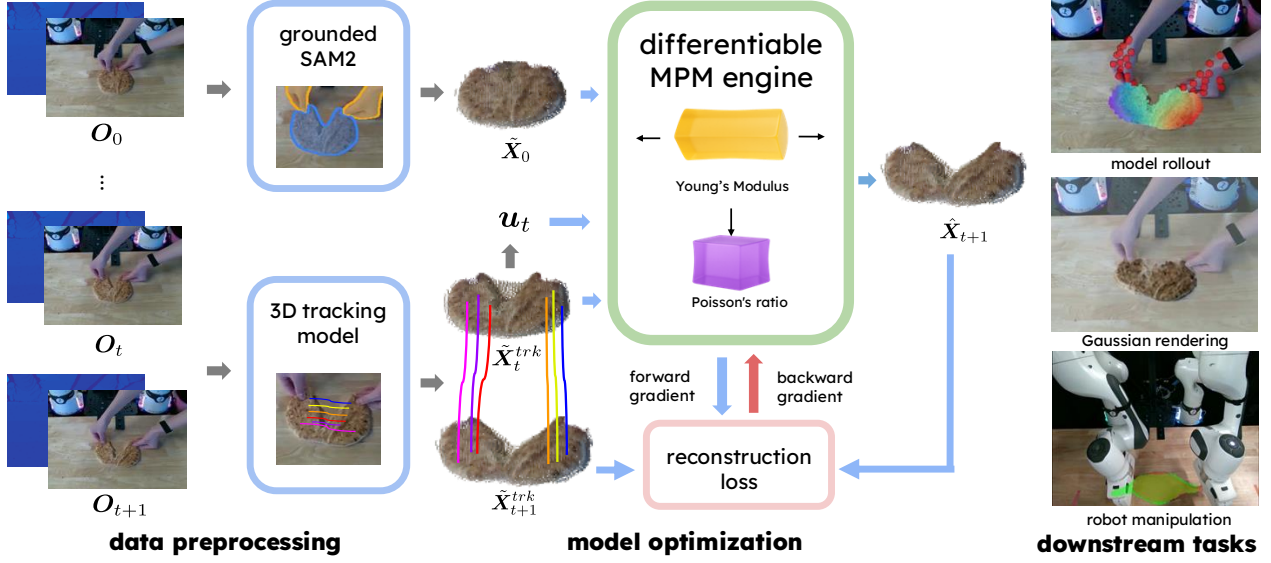 O_0
⋮
O_t
O_{t+1}
grounded
SAM2
3D tracking
model
data preprocessing
X̃_0
u_t
X̃_t^{trk}
X̃_{t+1}^{trk}
differentiable
MPM engine
Young's Modulus
Poisson's ratio
forward
gradient
backward
gradient
reconstruction
loss
X̂_{t+1}
model optimization
model rollout
Gaussian rendering
robot manipulation
downstream tasks